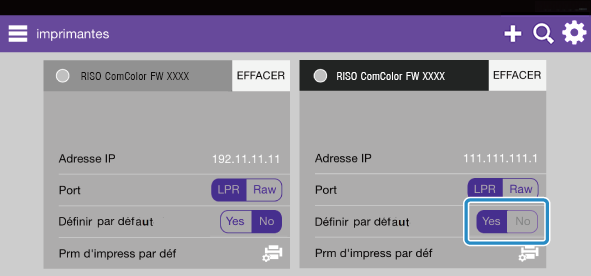 imprimantes
RISO ComColor FW XXXX EFFACER
Adresse IP 192.11.11.11
Port LPR Raw
Définir par défaut Yes No
Prm d'impress par déf
RISO ComColor FW XXXX EFFACER
Adresse IP 111.111.111.1
Port LPR Raw
Définir par défaut Yes No
Prm d'impress par déf